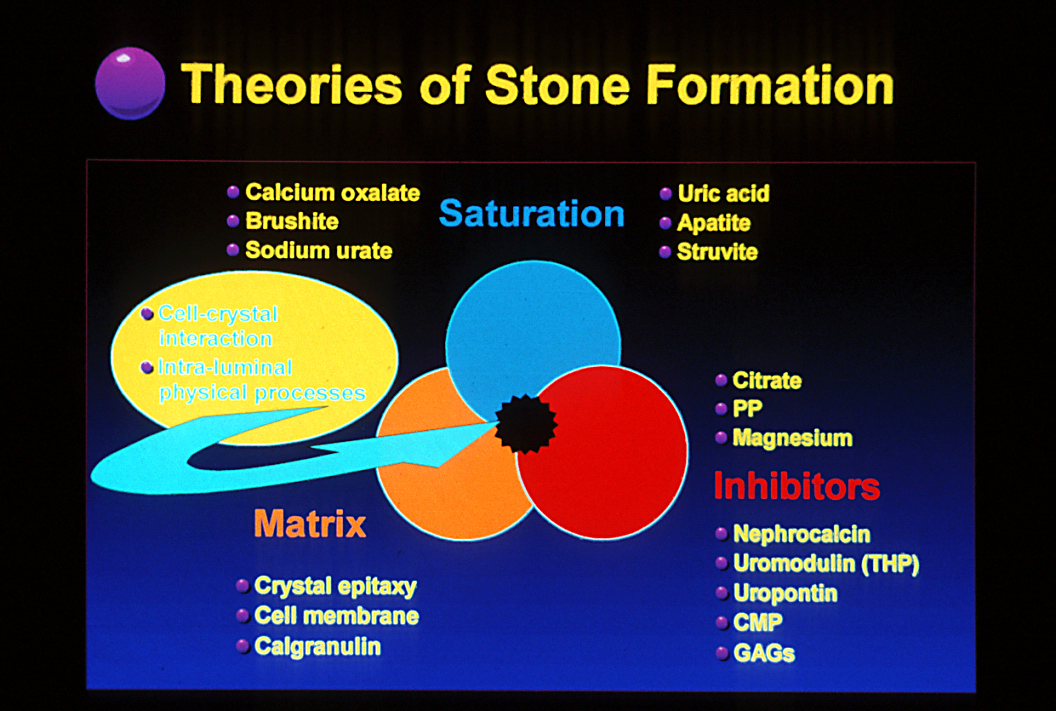 Theories of Stone Formation
Calcium oxalate
Brushite
Sodium urate
Saturation
Uric acid
Apatite
Struvite
Cell-crystal
interaction
Intra-luminal
physical processes
Citrate
PP
Magnesium
Inhibitors
Nephrocalcin
Uromodulin (THP)
Uropontin
CMP
GAGs
Matrix
Crystal epitaxy
Cell membrane
Calgranulin